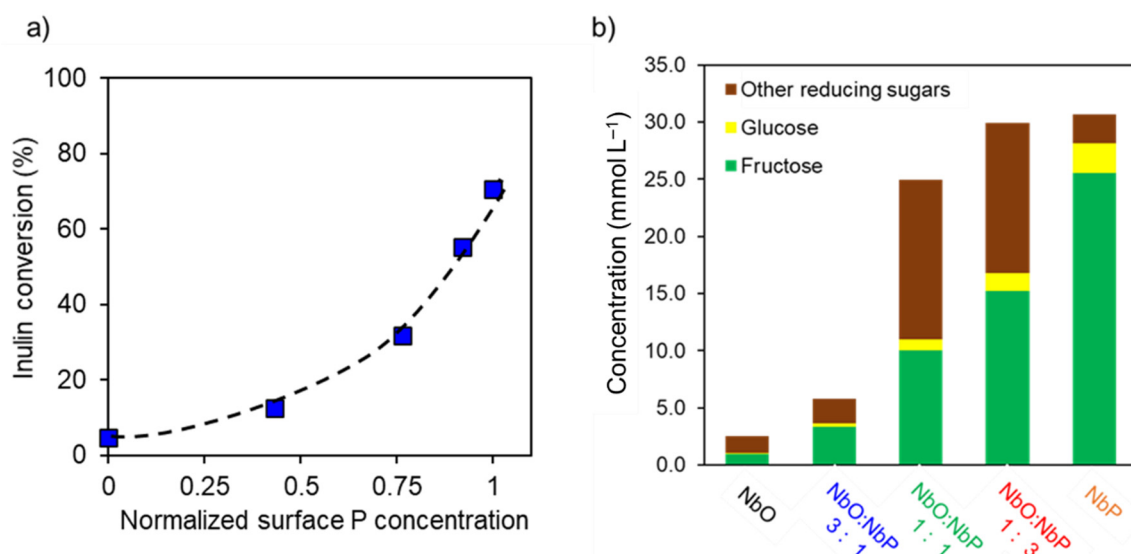 a)
100
80
60
40
20
0
Inulin conversion (%)
0 0.25 0.5 0.75 1
Normalized surface P concentration
b)
35.0
30.0
25.0
20.0
15.0
10.0
5.0
0.0
Concentration (mmol L⁻¹)
Other reducing sugars
Glucose
Fructose
NbO
NbO:NbP
3 : 1
NbO:NbP
1 : 1
NbO:NbP
1 : 3
NbP